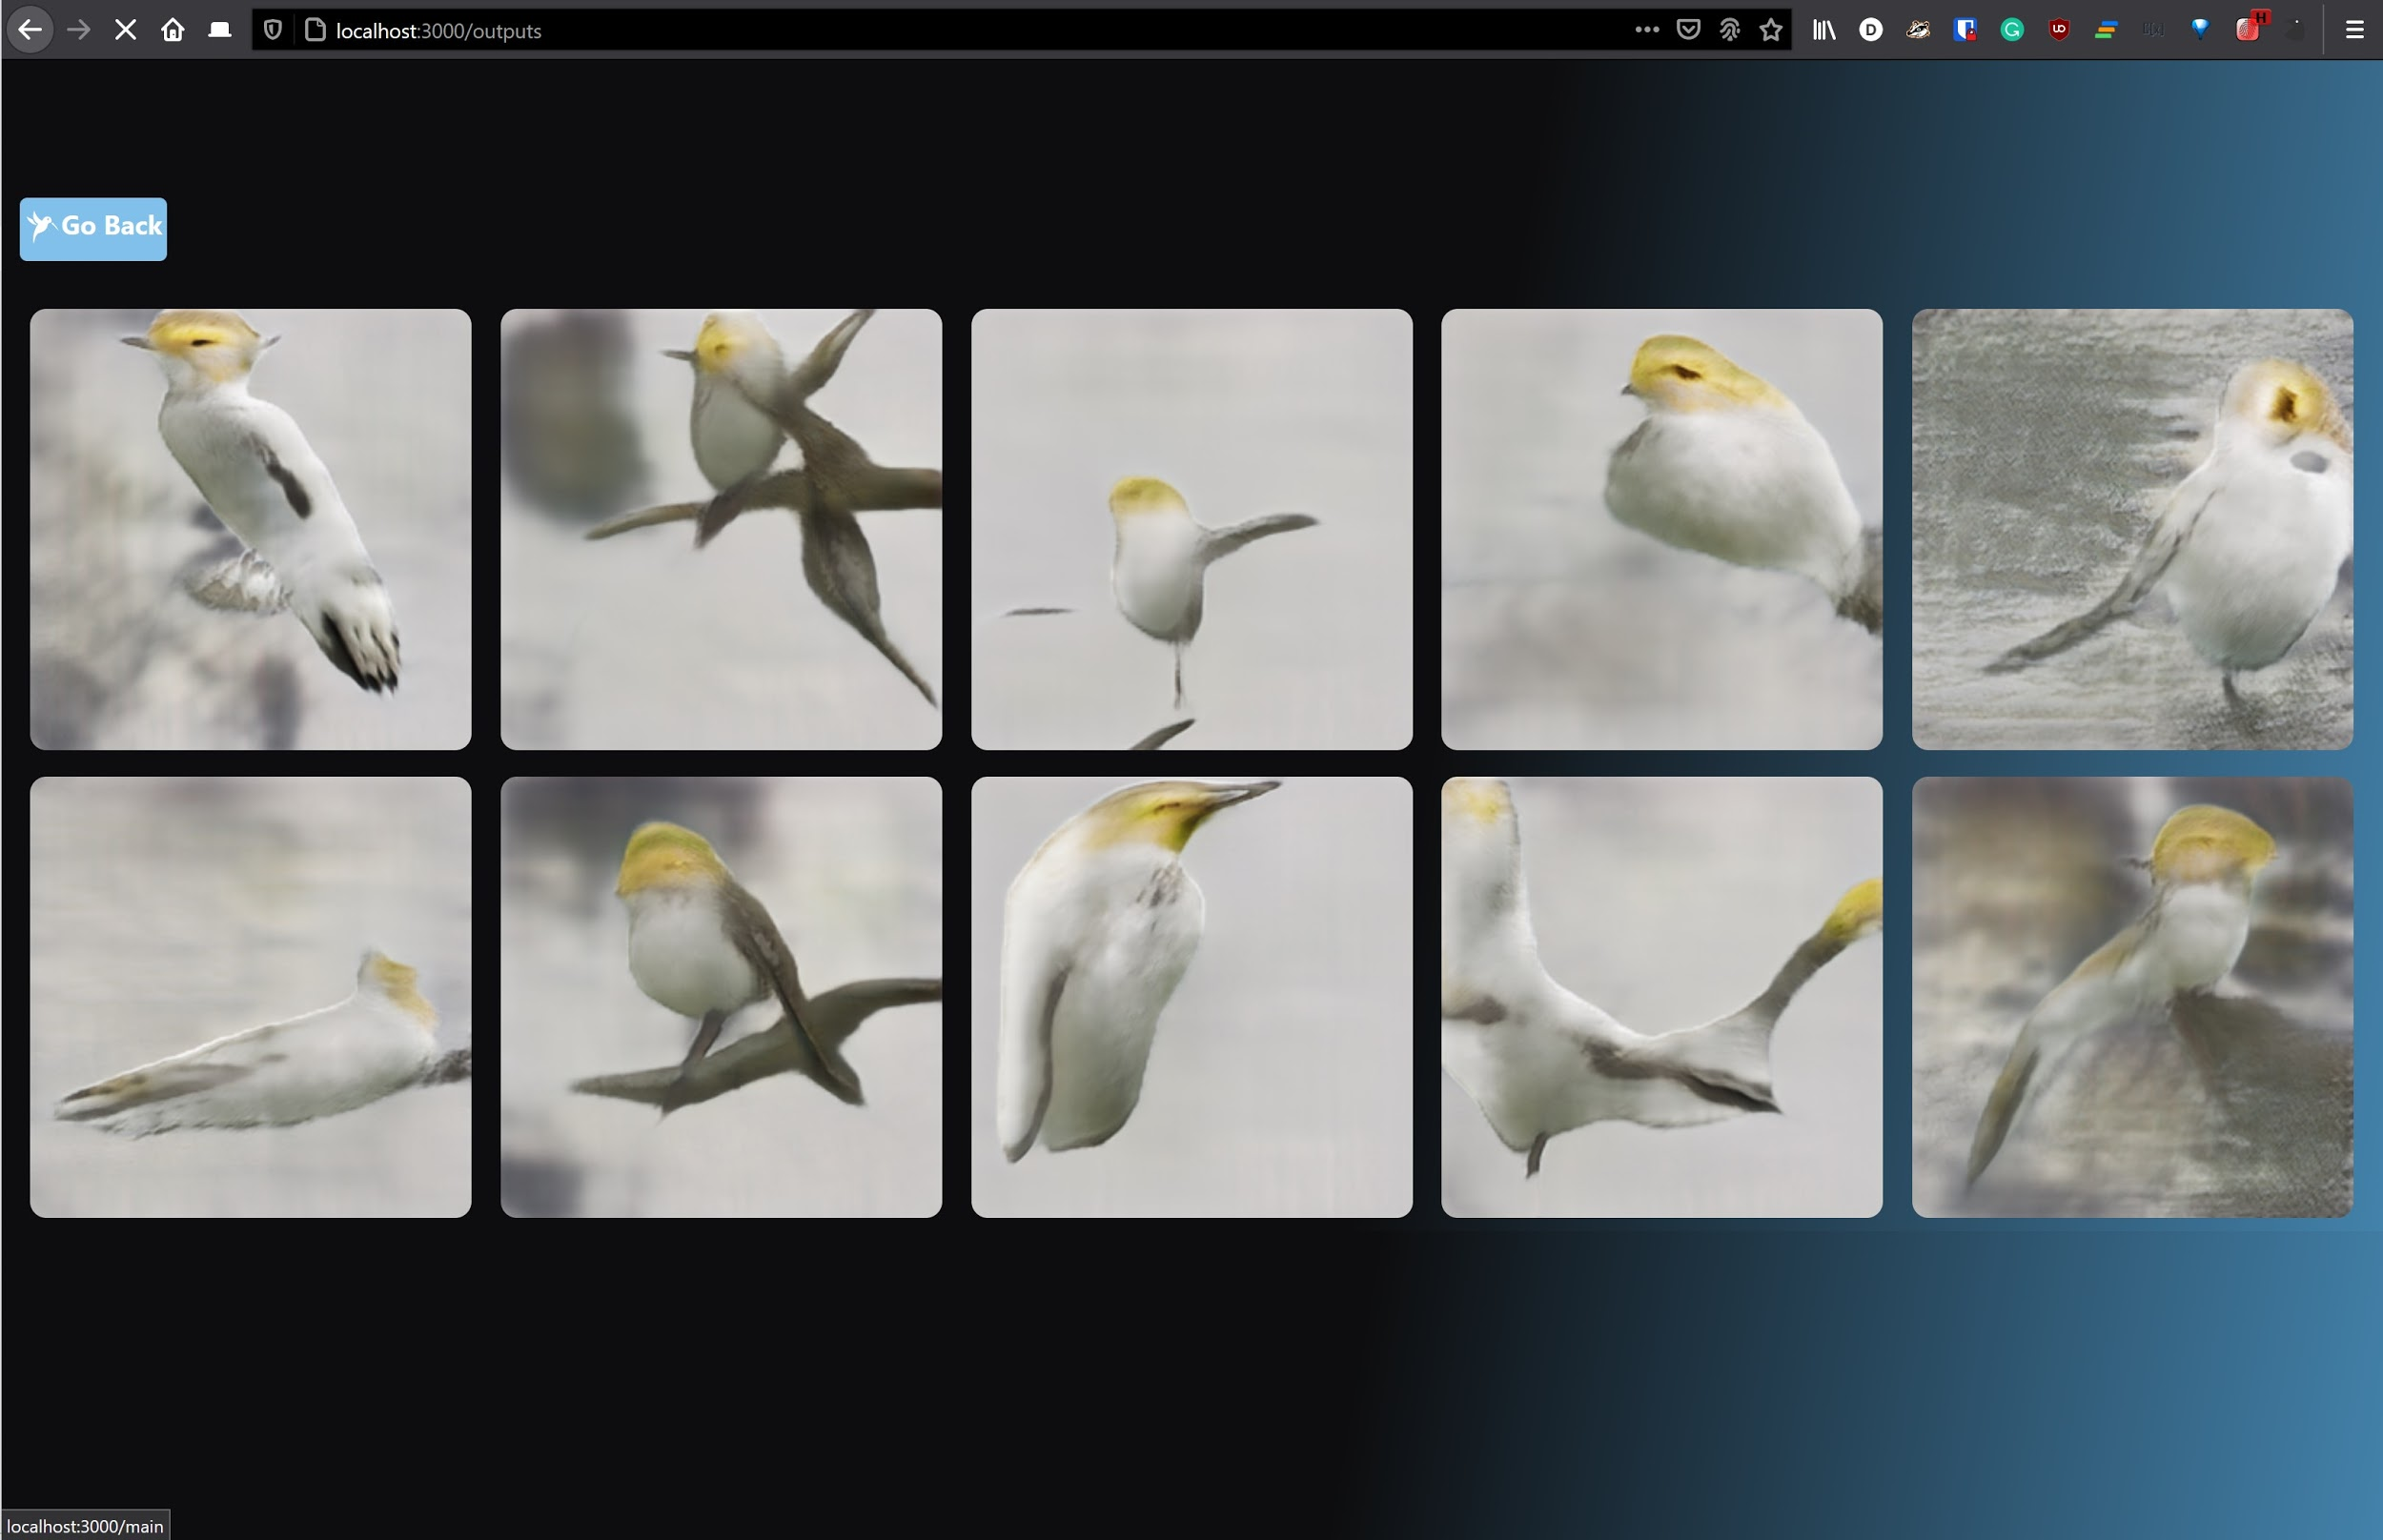 localhost:3000/outputs
D
H
Go Back
localhost:3000/main